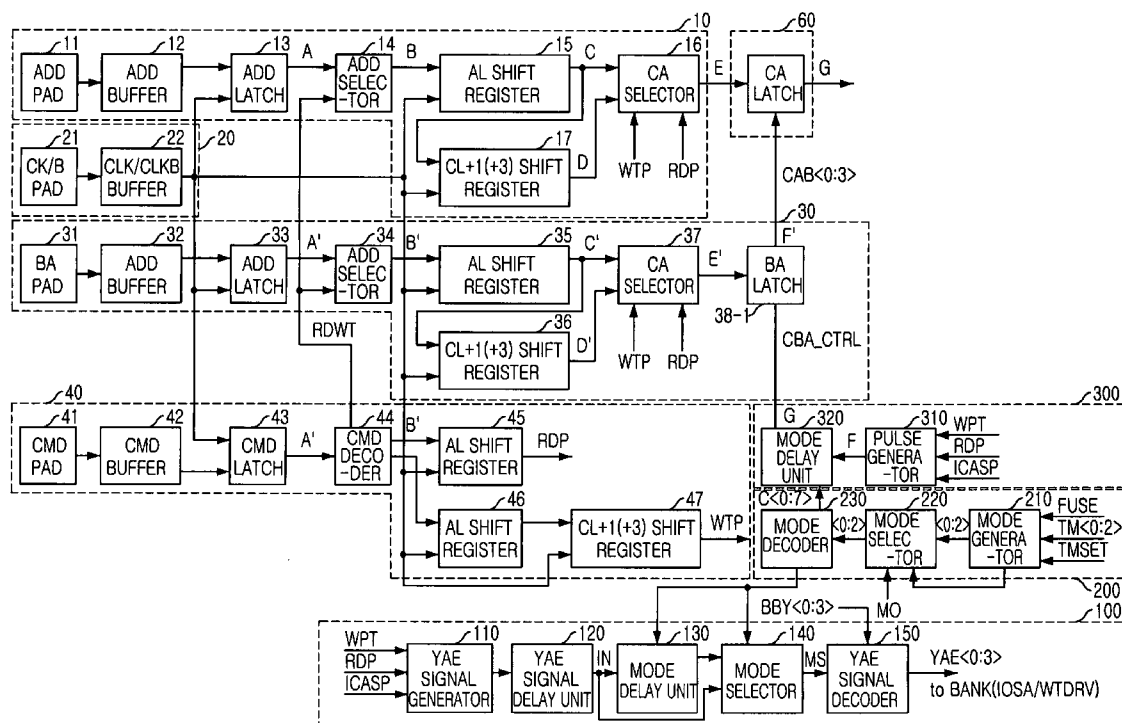 10
60
11
12
13
A
14
B
15
C
16
E
G
ADD PAD
ADD BUFFER
ADD LATCH
ADD SELEC -TOR
AL SHIFT REGISTER
CA SELECTOR
CA LATCH
21
22
20
17
D
CK/B PAD
CLK/CLKB BUFFER
CL+1(+3) SHIFT REGISTER
WTP
RDP
CAB<0:3>
30
31
32
33
A'
34
B'
35
C'
37
E'
F'
BA PAD
ADD BUFFER
ADD LATCH
ADD SELEC -TOR
AL SHIFT REGISTER
CA SELECTOR
BA LATCH
38-1
36
D'
RDWT
CL+1(+3) SHIFT REGISTER
WTP
RDP
CBA_CTRL
40
300
41
42
43
A'
44
B'
45
RDP
G
320
310
WPT
RDP
ICASP
CMD PAD
CMD BUFFER
CMD LATCH
CMD DECO -DER
AL SHIFT REGISTER
MODE DELAY UNIT
F
PULSE GENERA -TOR
46
47
WTP
C<0:7>
230
220
210
FUSE
TM<0:2>
TMSET
AL SHIFT REGISTER
CL+1(+3) SHIFT REGISTER
MODE DECODER
<0:2>
MODE SELEC -TOR
<0:2>
MODE GENERA -TOR
200
BBY<0:3>
MO
100
WPT
RDP
ICASP
110
120
IN
130
140
MS
150
YAE SIGNAL GENERATOR
YAE SIGNAL DELAY UNIT
MODE DELAY UNIT
MODE SELECTOR
YAE SIGNAL DECODER
YAE<0:3>
to BANK(IOSA/WTDRV)